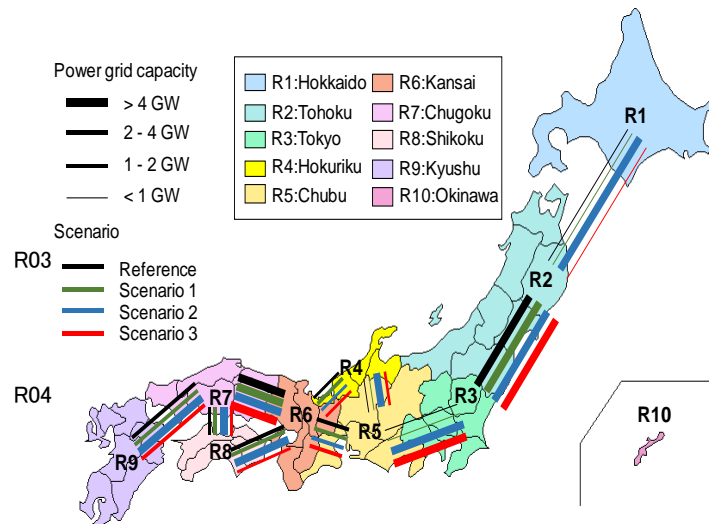 Power grid capacity
> 4 GW
2 - 4 GW
1 - 2 GW
< 1 GW
Scenario
R03
Reference
Scenario 1
Scenario 2
Scenario 3
R04
R1:Hokkaido
R6:Kansai
R2:Tohoku
R7:Chugoku
R3:Tokyo
R8:Shikoku
R4:Hokuriku
R9:Kyushu
R5:Chubu
R10:Okinawa
R1
R2
R3
R4
R5
R6
R7
R8
R9
R10